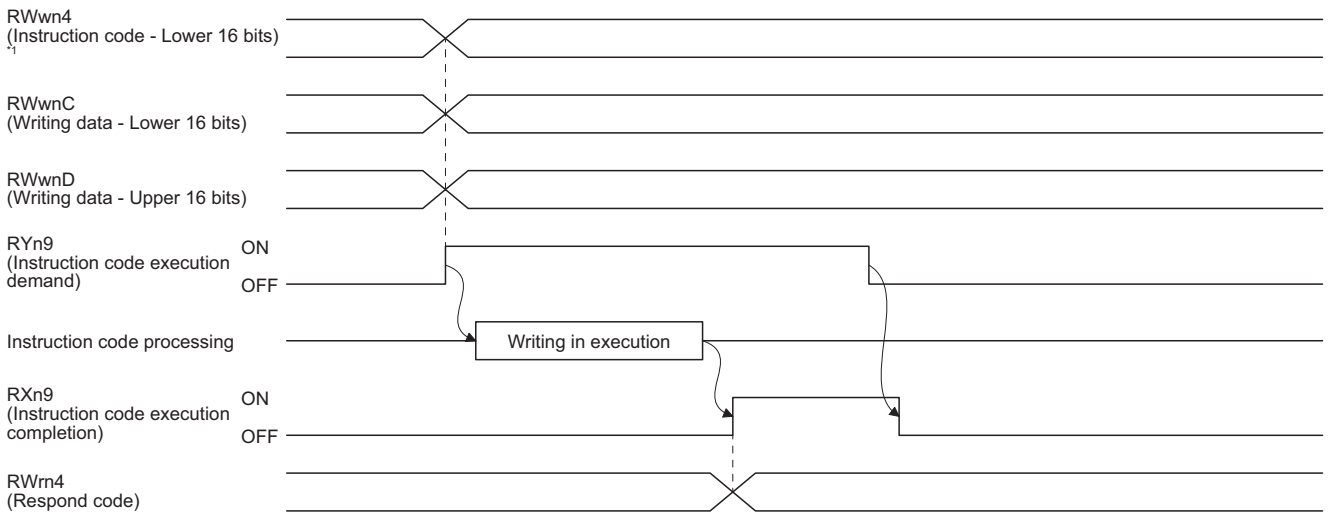 RWwn4
(Instruction code - Lower 16 bits)
*1
RWwnC
(Writing data - Lower 16 bits)
RWwnD
(Writing data - Upper 16 bits)
RYn9
(Instruction code execution
demand)
ON
OFF
Instruction code processing
Writing in execution
RXn9
(Instruction code execution
completion)
ON
OFF
RWrn4
(Respond code)